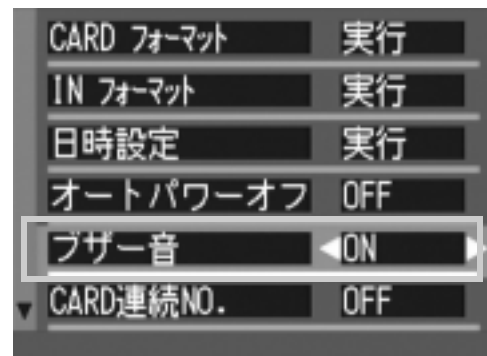 CARD フォーマット 実行
IN フォーマット 実行
日時設定 実行
オートパワーオフ OFF
ブザー音 ◀ON▶
CARD連続NO. OFF